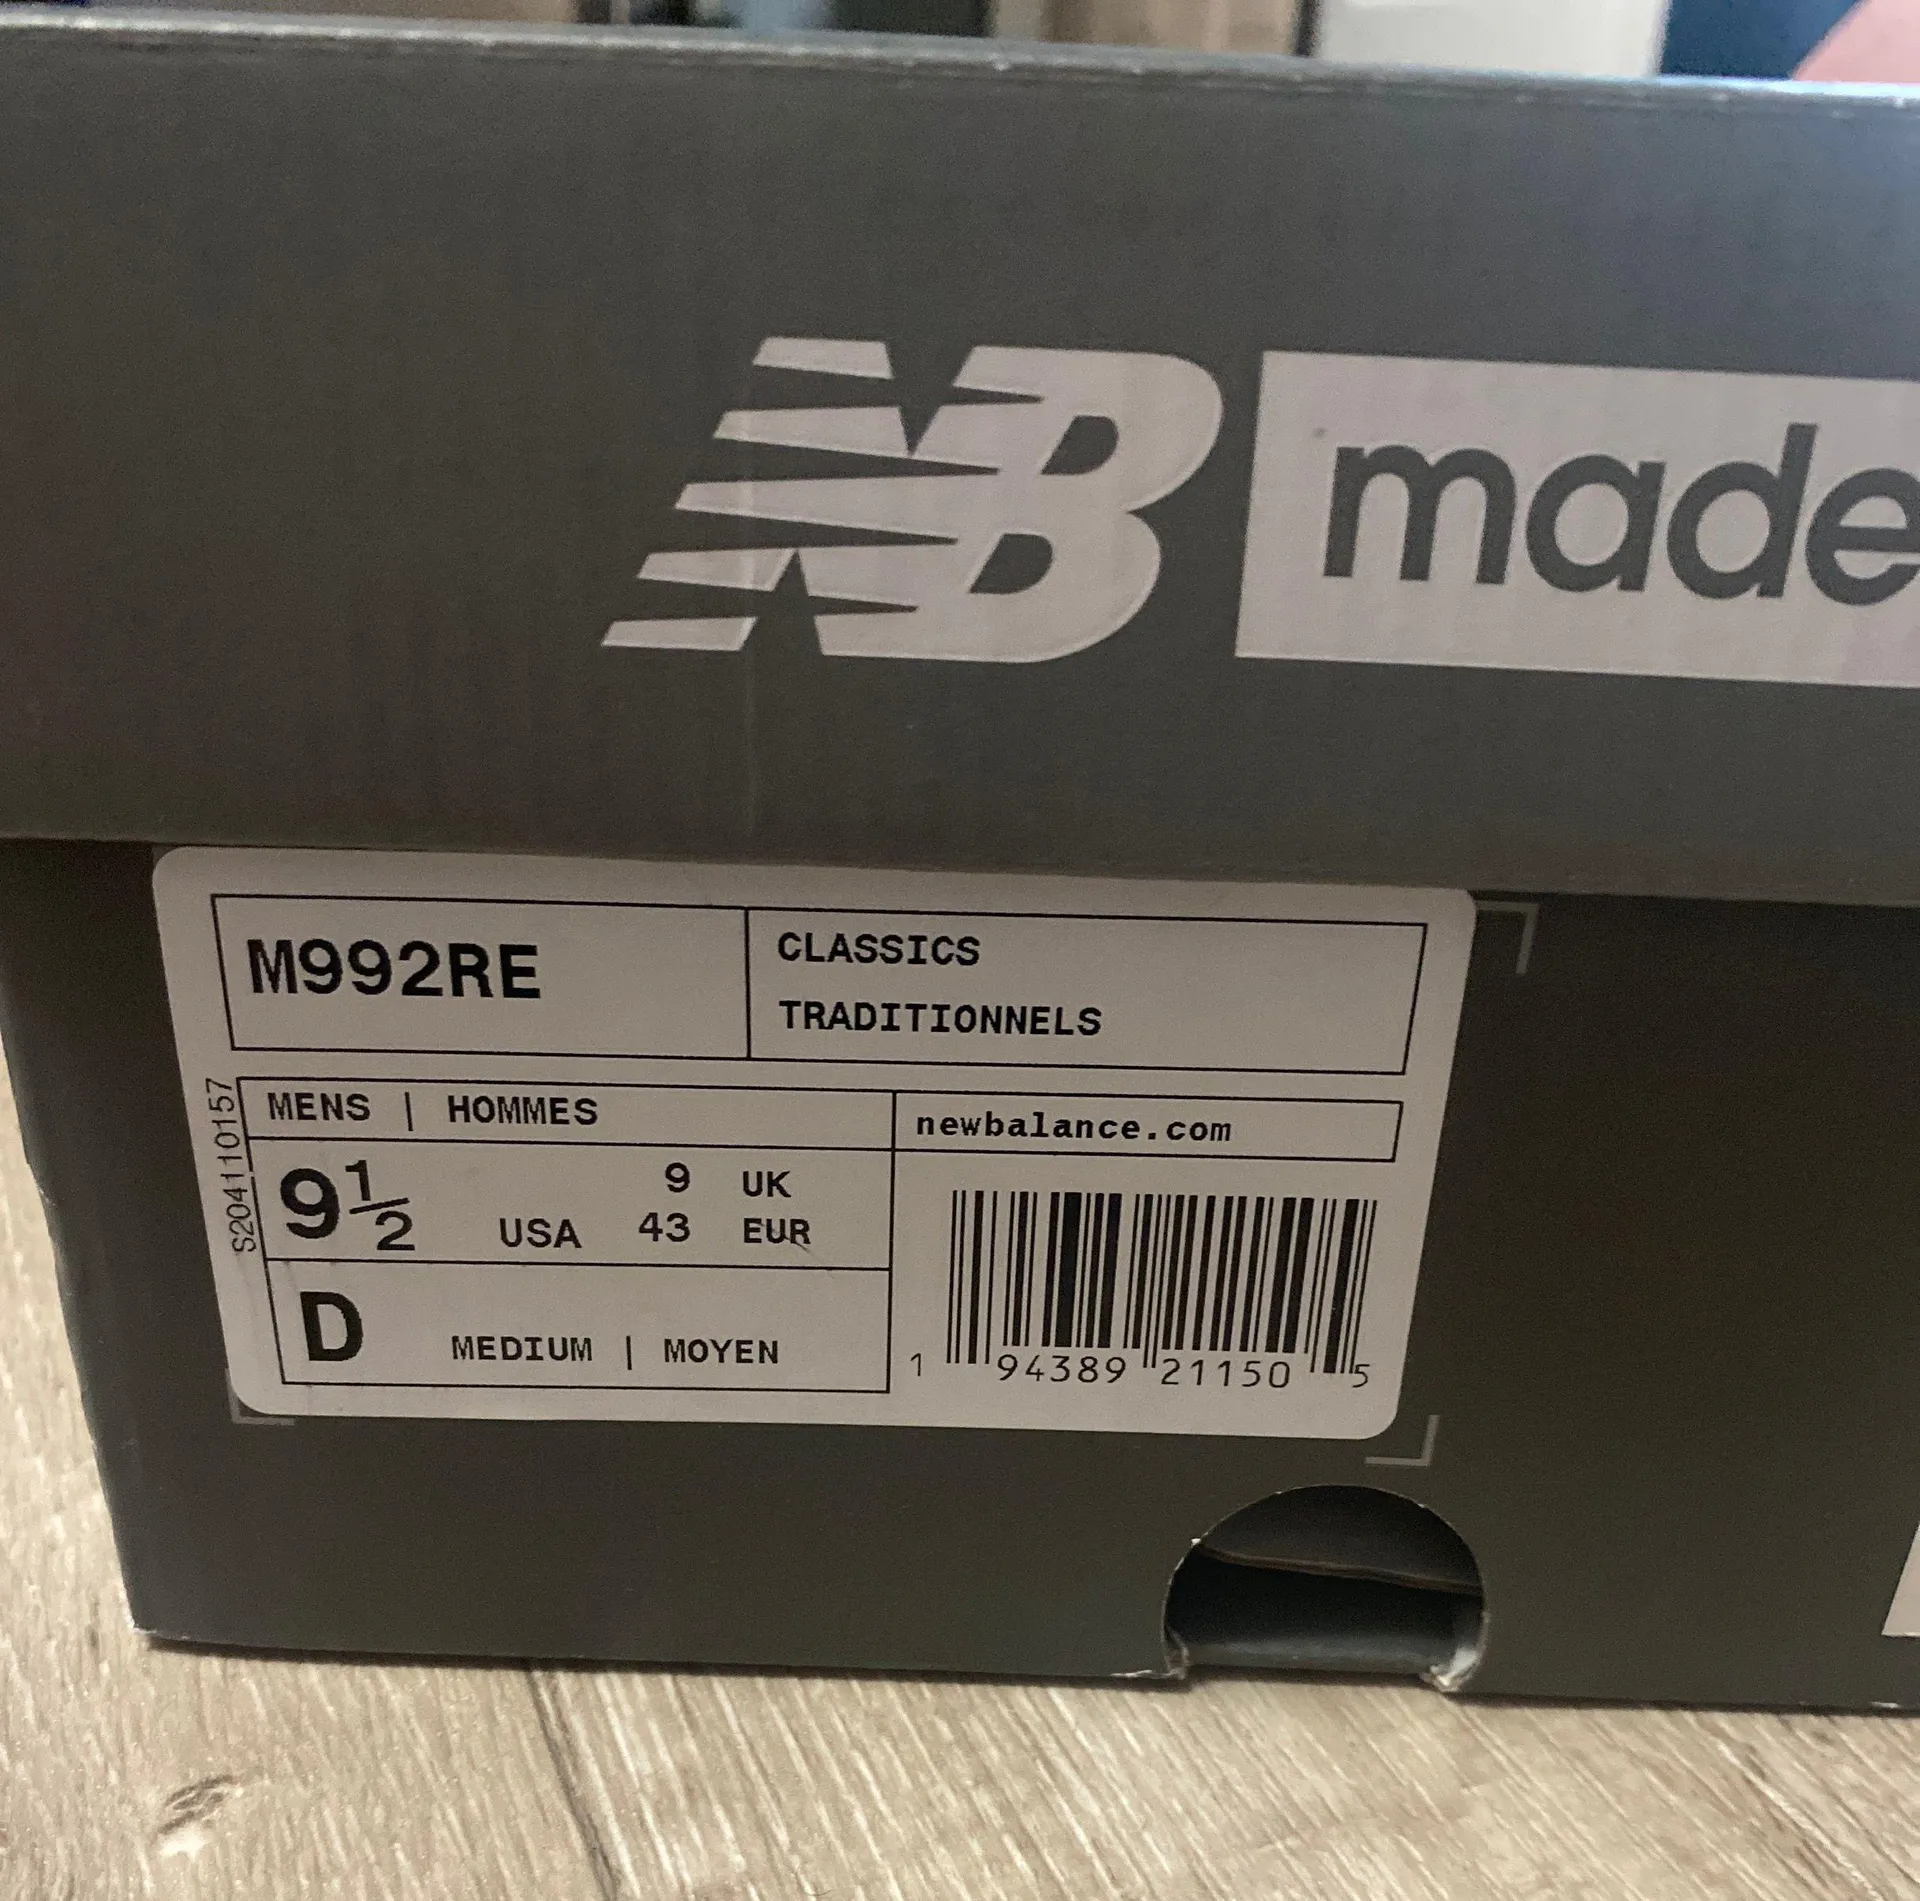 NB made
M992RE
CLASSICS
TRADITIONNELS
S204110157
MENS | HOMMES
newbalance.com
9½ USA 9 UK
43 EUR
D MEDIUM | MOYEN
1 94389 21150 5